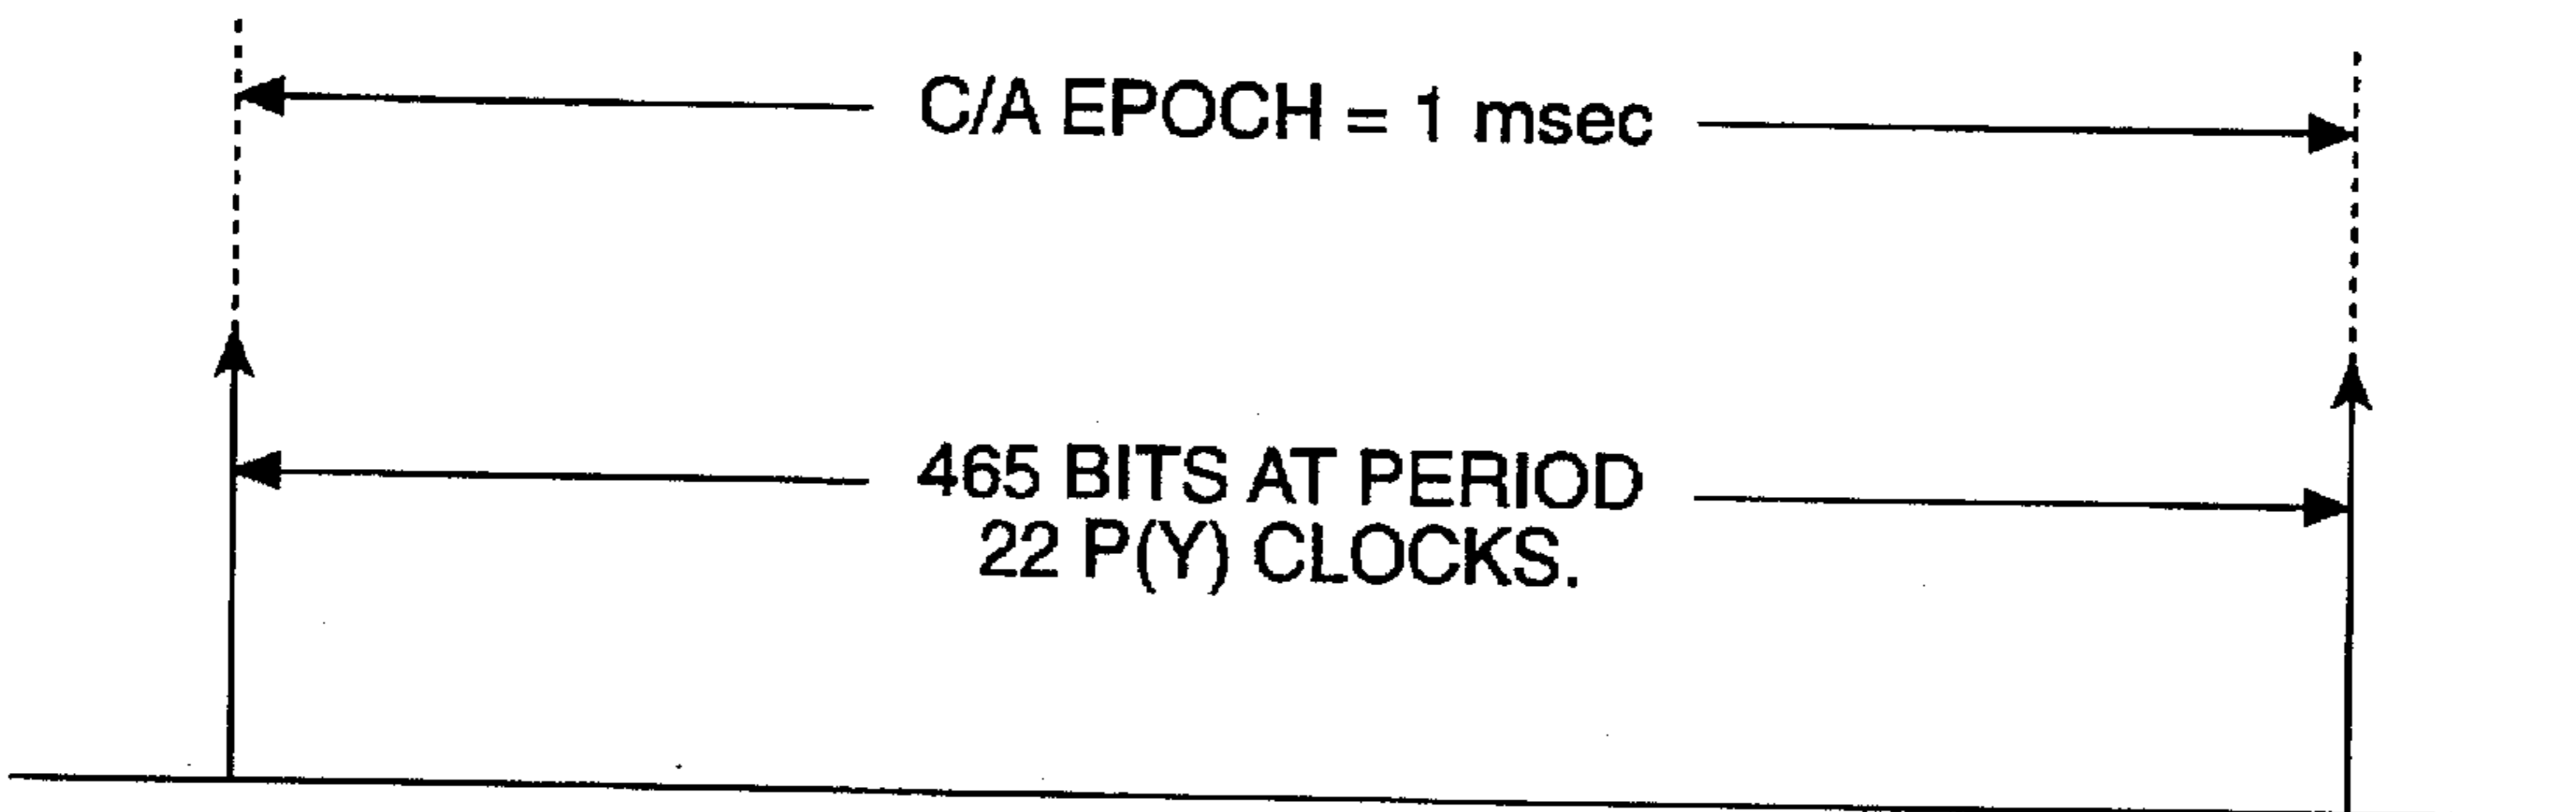 C/A EPOCH = 1 msec
465 BITS AT PERIOD
22 P(Y) CLOCKS.